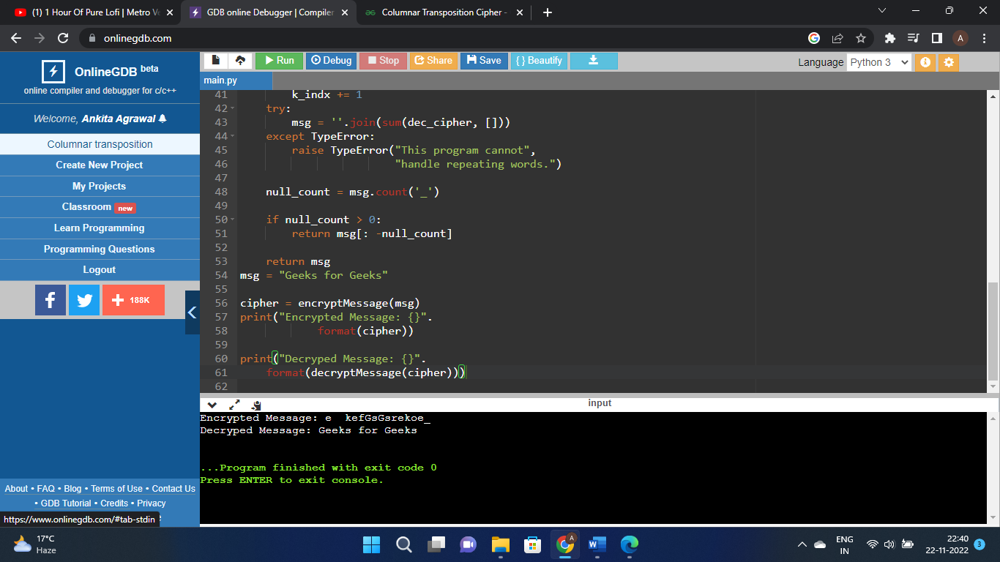 (1) 1 Hour Of Pure Lofi | Metro Ve
GDB online Debugger | Compiler
Columnar Transposition Cipher -
onlinegdb.com
A
OnlineGDB beta
online compiler and debugger for c/c++
Welcome, Ankita Agrawal
Columnar transposition
Create New Project
My Projects
Classroom new
Learn Programming
Programming Questions
Logout
188K
About • FAQ • Blog • Terms of Use • Contact Us
• GDB Tutorial • Credits • Privacy
https://www.onlinegdb.com/#tab-stdin
Run Debug Stop Share Save { } Beautify
Language Python 3
main.py
41 k_indx += 1
42 try:
43 msg = ''.join(sum(dec_cipher, []))
44 except TypeError:
45 raise TypeError("This program cannot",
46 "handle repeating words.")
47
48 null_count = msg.count('_')
49
50 if null_count > 0:
51 return msg[: -null_count]
52
53 return msg
54 msg = "Geeks for Geeks"
55
56 cipher = encryptMessage(msg)
57 print("Encrypted Message: {}".
58 format(cipher))
59
60 print("Decryped Message: {}".
61 format(decryptMessage(cipher)))
62
input
Encrypted Message: e  kefGsGsrekoe_
Decryped Message: Geeks for Geeks
...Program finished with exit code 0
Press ENTER to exit console.
17°C
Haze
A
ENG
IN
22:40
22-11-2022
3